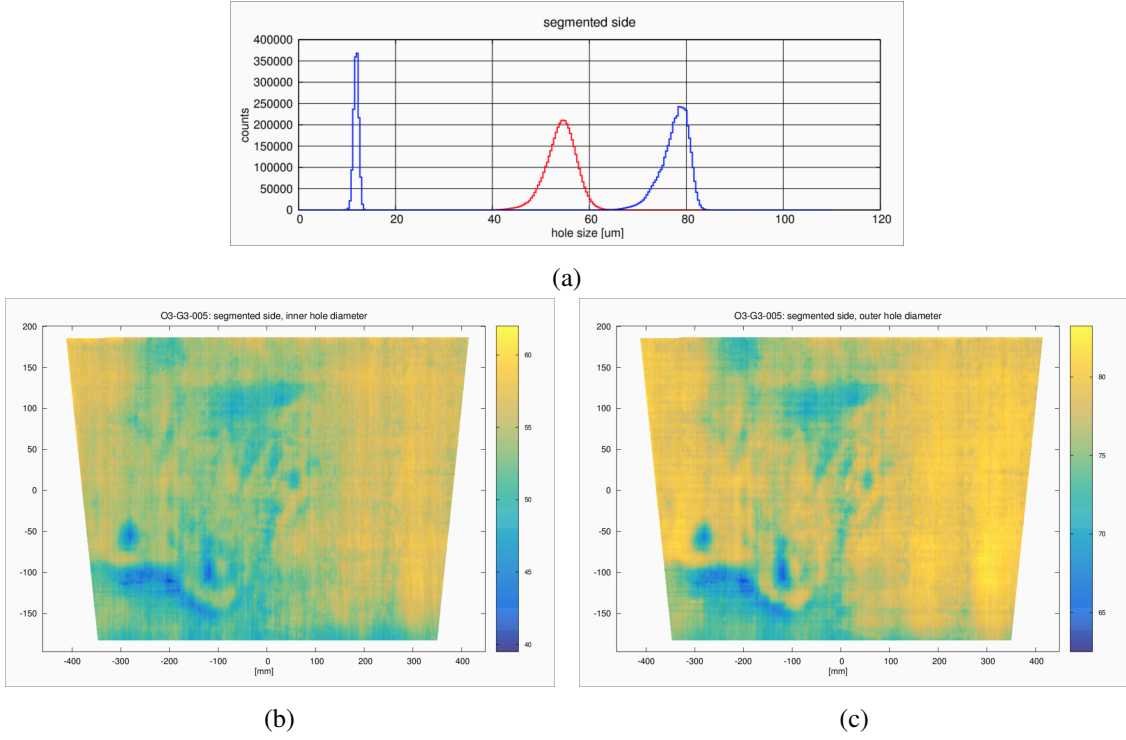 segmented side
400000
350000
300000
250000
200000
150000
100000
50000
0
counts
0 20 40 60 80 100 120
hole size [um]
(a)
O3-G3-005: segmented side, inner hole diameter
200
150
100
50
0
-50
-100
-150
-400 -300 -200 -100 0 100 200 300 400
[mm]
60
55
50
45
40
(b)
O3-G3-005: segmented side, outer hole diameter
200
150
100
50
0
-50
-100
-150
-400 -300 -200 -100 0 100 200 300 400
[mm]
80
75
70
65
(c)